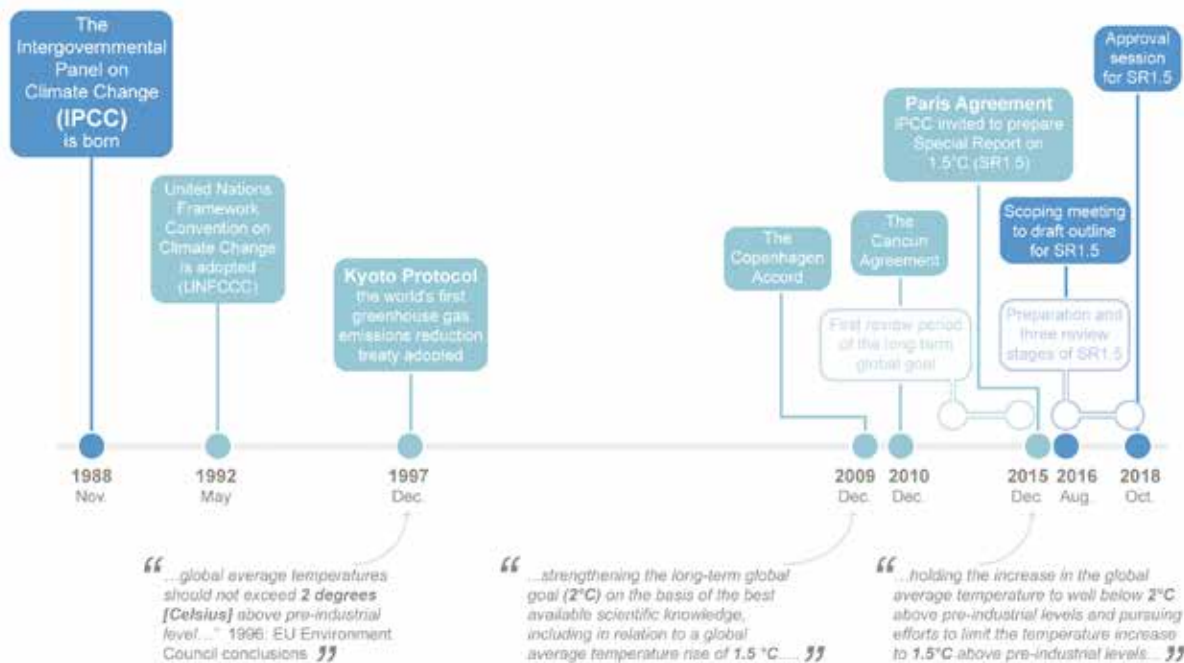 The
Intergovernmental
Panel on
Climate Change
(IPCC)
is born
United Nations
Framework
Convention on
Climate Change
is adopted
(UNFCCC)
Kyoto Protocol
the world's first
greenhouse gas
emissions reduction
treaty adopted
The
Copenhagen
Accord
The
Cancun
Agreement
First review period
of the long-term
global goal
Paris Agreement
IPCC invited to prepare
Special Report on
1.5°C (SR1.5)
Scoping meeting
to draft outline
for SR1.5
Preparation and
three review
stages of SR1.5
Approval
session
for SR1.5
1988
Nov.
1992
May
1997
Dec.
2009
Dec.
2010
Dec.
2015
Dec.
2016
Aug.
2018
Oct.
“ ...global average temperatures
should not exceed 2 degrees
[Celsius] above pre-industrial
level...” 1996: EU Environment
Council conclusions ”
“ ...strengthening the long-term global
goal (2°C) on the basis of the best
available scientific knowledge,
including in relation to a global
average temperature rise of 1.5 °C.... ”
“ ...holding the increase in the global
average temperature to well below 2°C
above pre-industrial levels and pursuing
efforts to limit the temperature increase
to 1.5°C above pre-industrial levels... ”